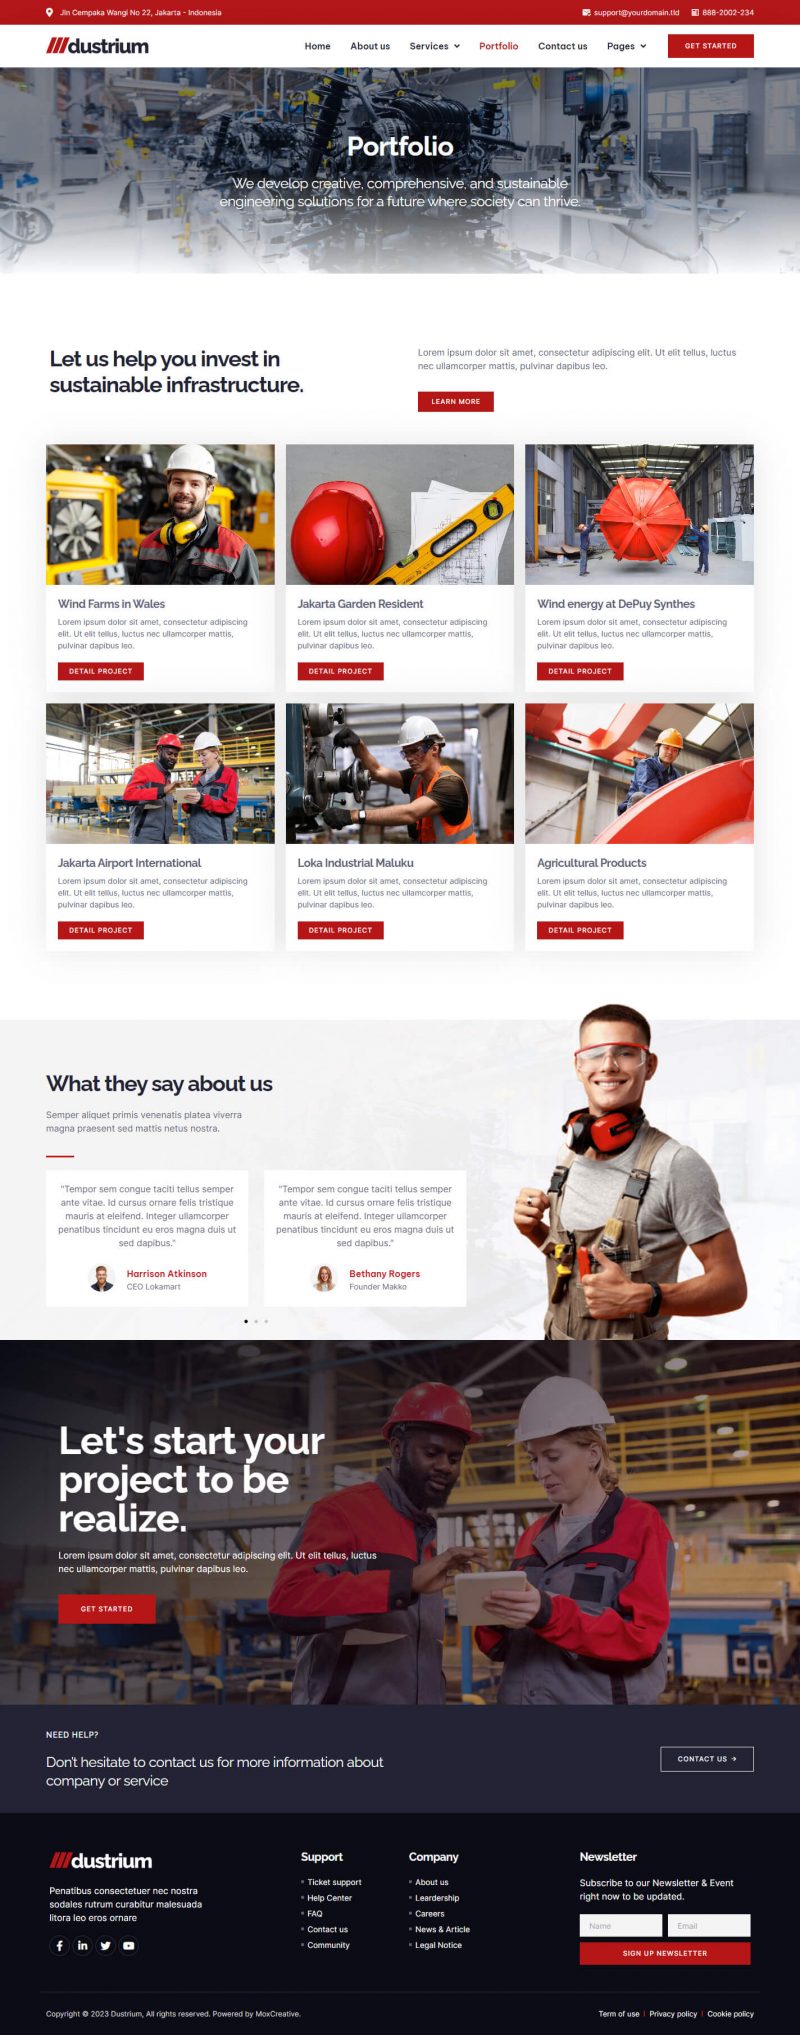 Jln Cempaka Wangi No 22, Jakarta - Indonesia
support@yourdomain.tld
888-2002-234
dustrium
Home
About us
Services
Portfolio
Contact us
Pages
GET STARTED
Portfolio
We develop creative, comprehensive, and sustainable
engineering solutions for a future where society can thrive.
Let us help you invest in
sustainable infrastructure.
Lorem ipsum dolor sit amet, consectetur adipiscing elit. Ut elit tellus, luctus
nec ullamcorper mattis, pulvinar dapibus leo.
LEARN MORE
Wind Farms in Wales
Lorem ipsum dolor sit amet, consectetur adipiscing
elit. Ut elit tellus, luctus nec ullamcorper mattis,
pulvinar dapibus leo.
DETAIL PROJECT
Jakarta Garden Resident
Lorem ipsum dolor sit amet, consectetur adipiscing
elit. Ut elit tellus, luctus nec ullamcorper mattis,
pulvinar dapibus leo.
DETAIL PROJECT
Wind energy at DePuy Synthes
Lorem ipsum dolor sit amet, consectetur adipiscing
elit. Ut elit tellus, luctus nec ullamcorper mattis,
pulvinar dapibus leo.
DETAIL PROJECT
Jakarta Airport International
Lorem ipsum dolor sit amet, consectetur adipiscing
elit. Ut elit tellus, luctus nec ullamcorper mattis,
pulvinar dapibus leo.
DETAIL PROJECT
Loka Industrial Maluku
Lorem ipsum dolor sit amet, consectetur adipiscing
elit. Ut elit tellus, luctus nec ullamcorper mattis,
pulvinar dapibus leo.
DETAIL PROJECT
Agricultural Products
Lorem ipsum dolor sit amet, consectetur adipiscing
elit. Ut elit tellus, luctus nec ullamcorper mattis,
pulvinar dapibus leo.
DETAIL PROJECT
What they say about us
Semper aliquet primis venenatis platea viverra
magna praesent sed mattis netus nostra.
"Tempor sem congue taciti tellus semper
ante vitae. Id cursus ornare felis tristique
mauris at eleifend. Integer ullamcorper
penatibus tincidunt eu eros magna duis ut
sed dapibus."
Harrison Atkinson
CEO Lokamart
"Tempor sem congue taciti tellus semper
ante vitae. Id cursus ornare felis tristique
mauris at eleifend. Integer ullamcorper
penatibus tincidunt eu eros magna duis ut
sed dapibus."
Bethany Rogers
Founder Makko
Let's start your
project to be
realize.
Lorem ipsum dolor sit amet, consectetur adipiscing elit. Ut elit tellus, luctus
nec ullamcorper mattis, pulvinar dapibus leo.
GET STARTED
NEED HELP?
Don't hesitate to contact us for more information about
company or service
CONTACT US →
dustrium
Penatibus consectetuer nec nostra
sodales rutrum curabitur malesuada
litora leo eros ornare
Support
Ticket support
Help Center
FAQ
Contact us
Community
Company
About us
Leardership
Careers
News & Article
Legal Notice
Newsletter
Subscribe to our Newsletter & Event
right now to be updated.
Name
Email
SIGN UP NEWSLETTER
Copyright © 2023 Dustrium, All rights reserved. Powered by MoxCreative.
Term of use | Privacy policy | Cookie policy